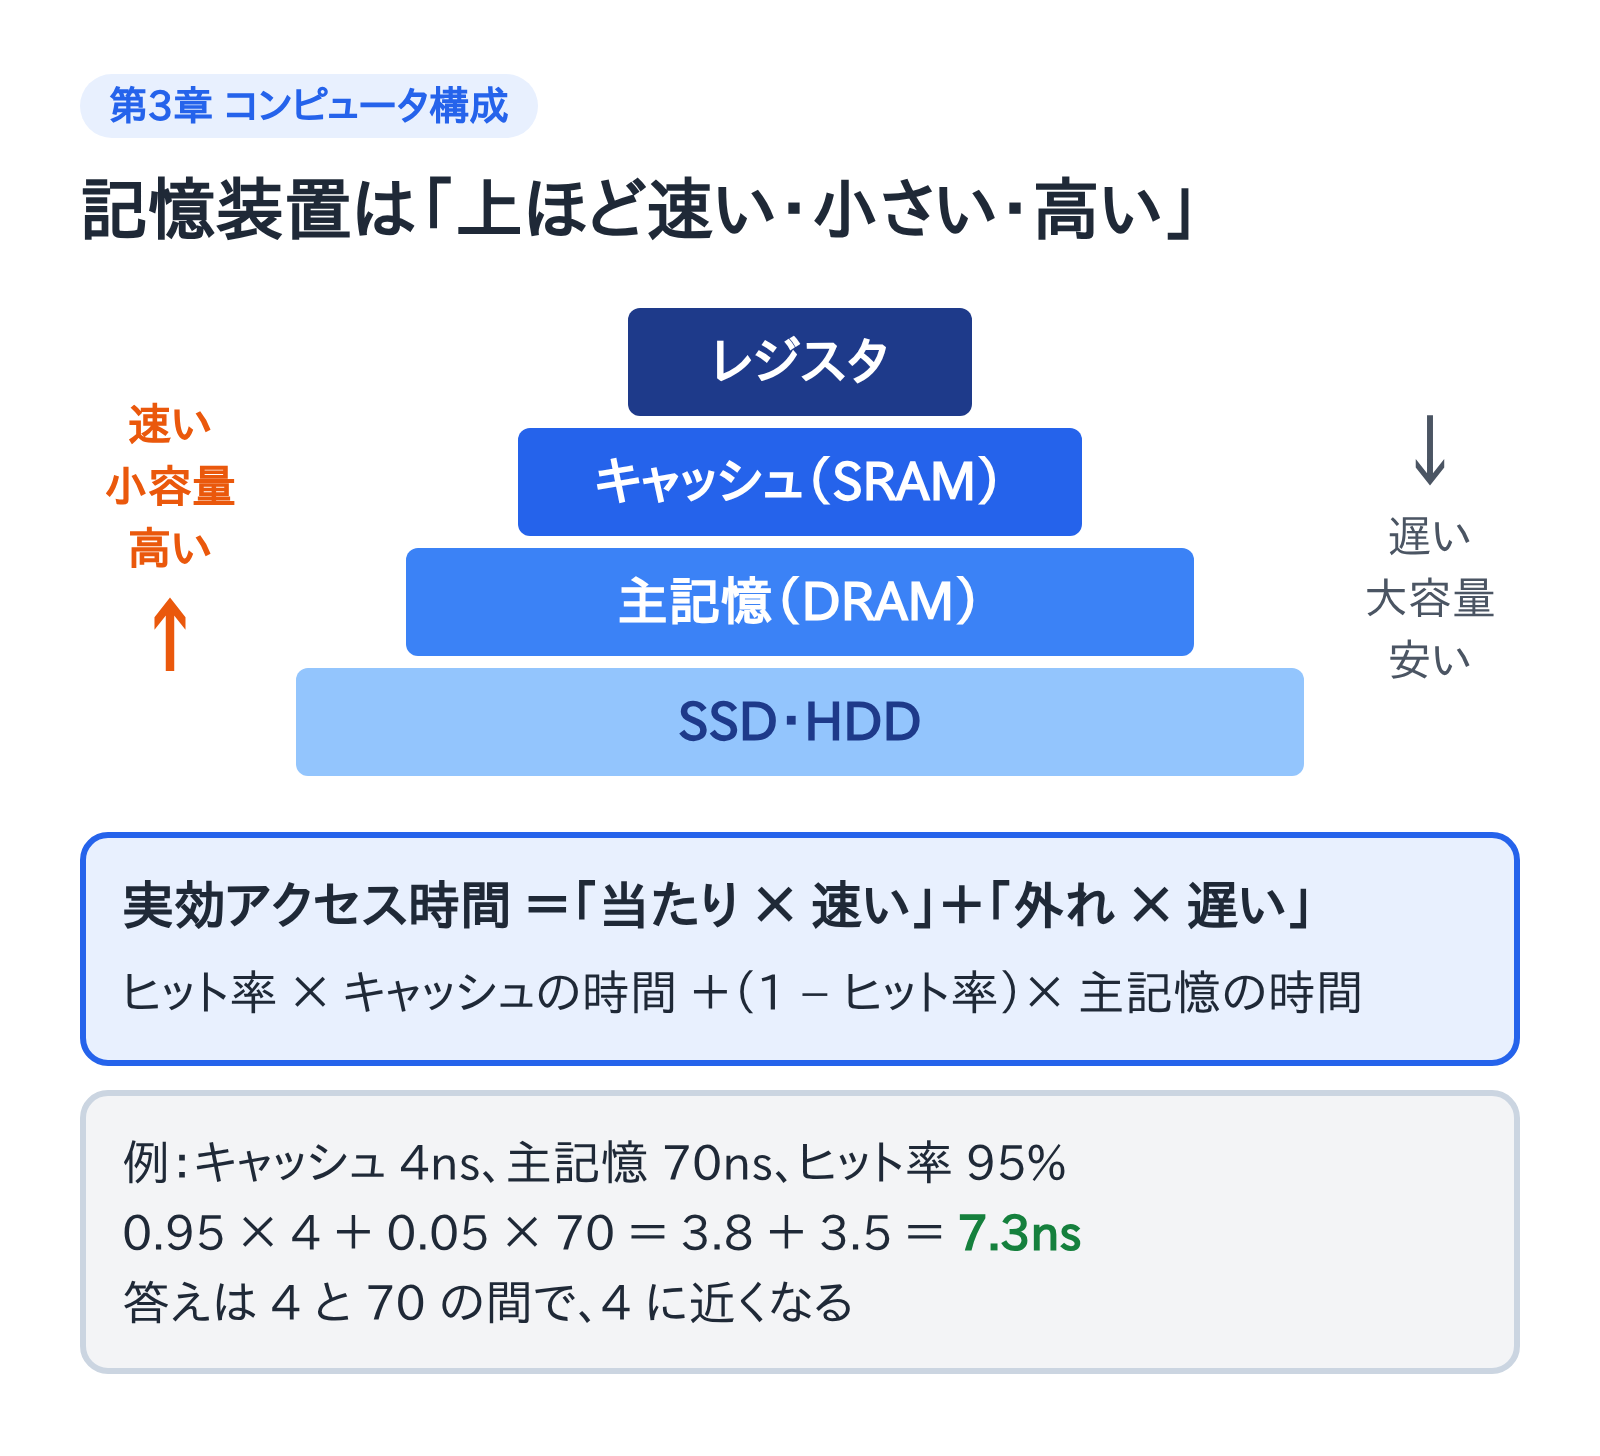 第3章 コンピュータ構成
記憶装置は「上ほど速い・小さい・高い」
速い
小容量
高い
↑
レジスタ
キャッシュ（SRAM）
主記憶（DRAM）
SSD・HDD
↓
遅い
大容量
安い
実効アクセス時間 ＝「当たり × 速い」＋「外れ × 遅い」
ヒット率 × キャッシュの時間 ＋（1 − ヒット率）× 主記憶の時間
例：キャッシュ 4ns、主記憶 70ns、ヒット率 95%
0.95 × 4 ＋ 0.05 × 70 ＝ 3.8 ＋ 3.5 ＝ 7.3ns
答えは 4 と 70 の間で、4 に近くなる